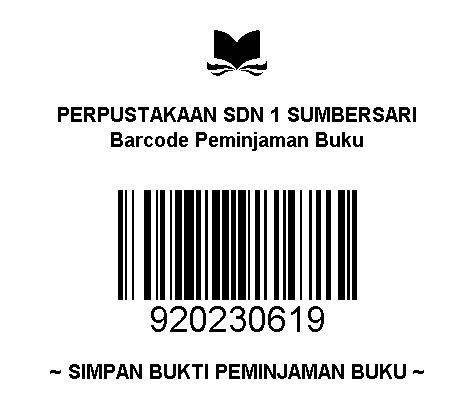 PERPUSTAKAAN SDN 1 SUMBERSARI
Barcode Peminjaman Buku
920230619
~ SIMPAN BUKTI PEMINJAMAN BUKU ~